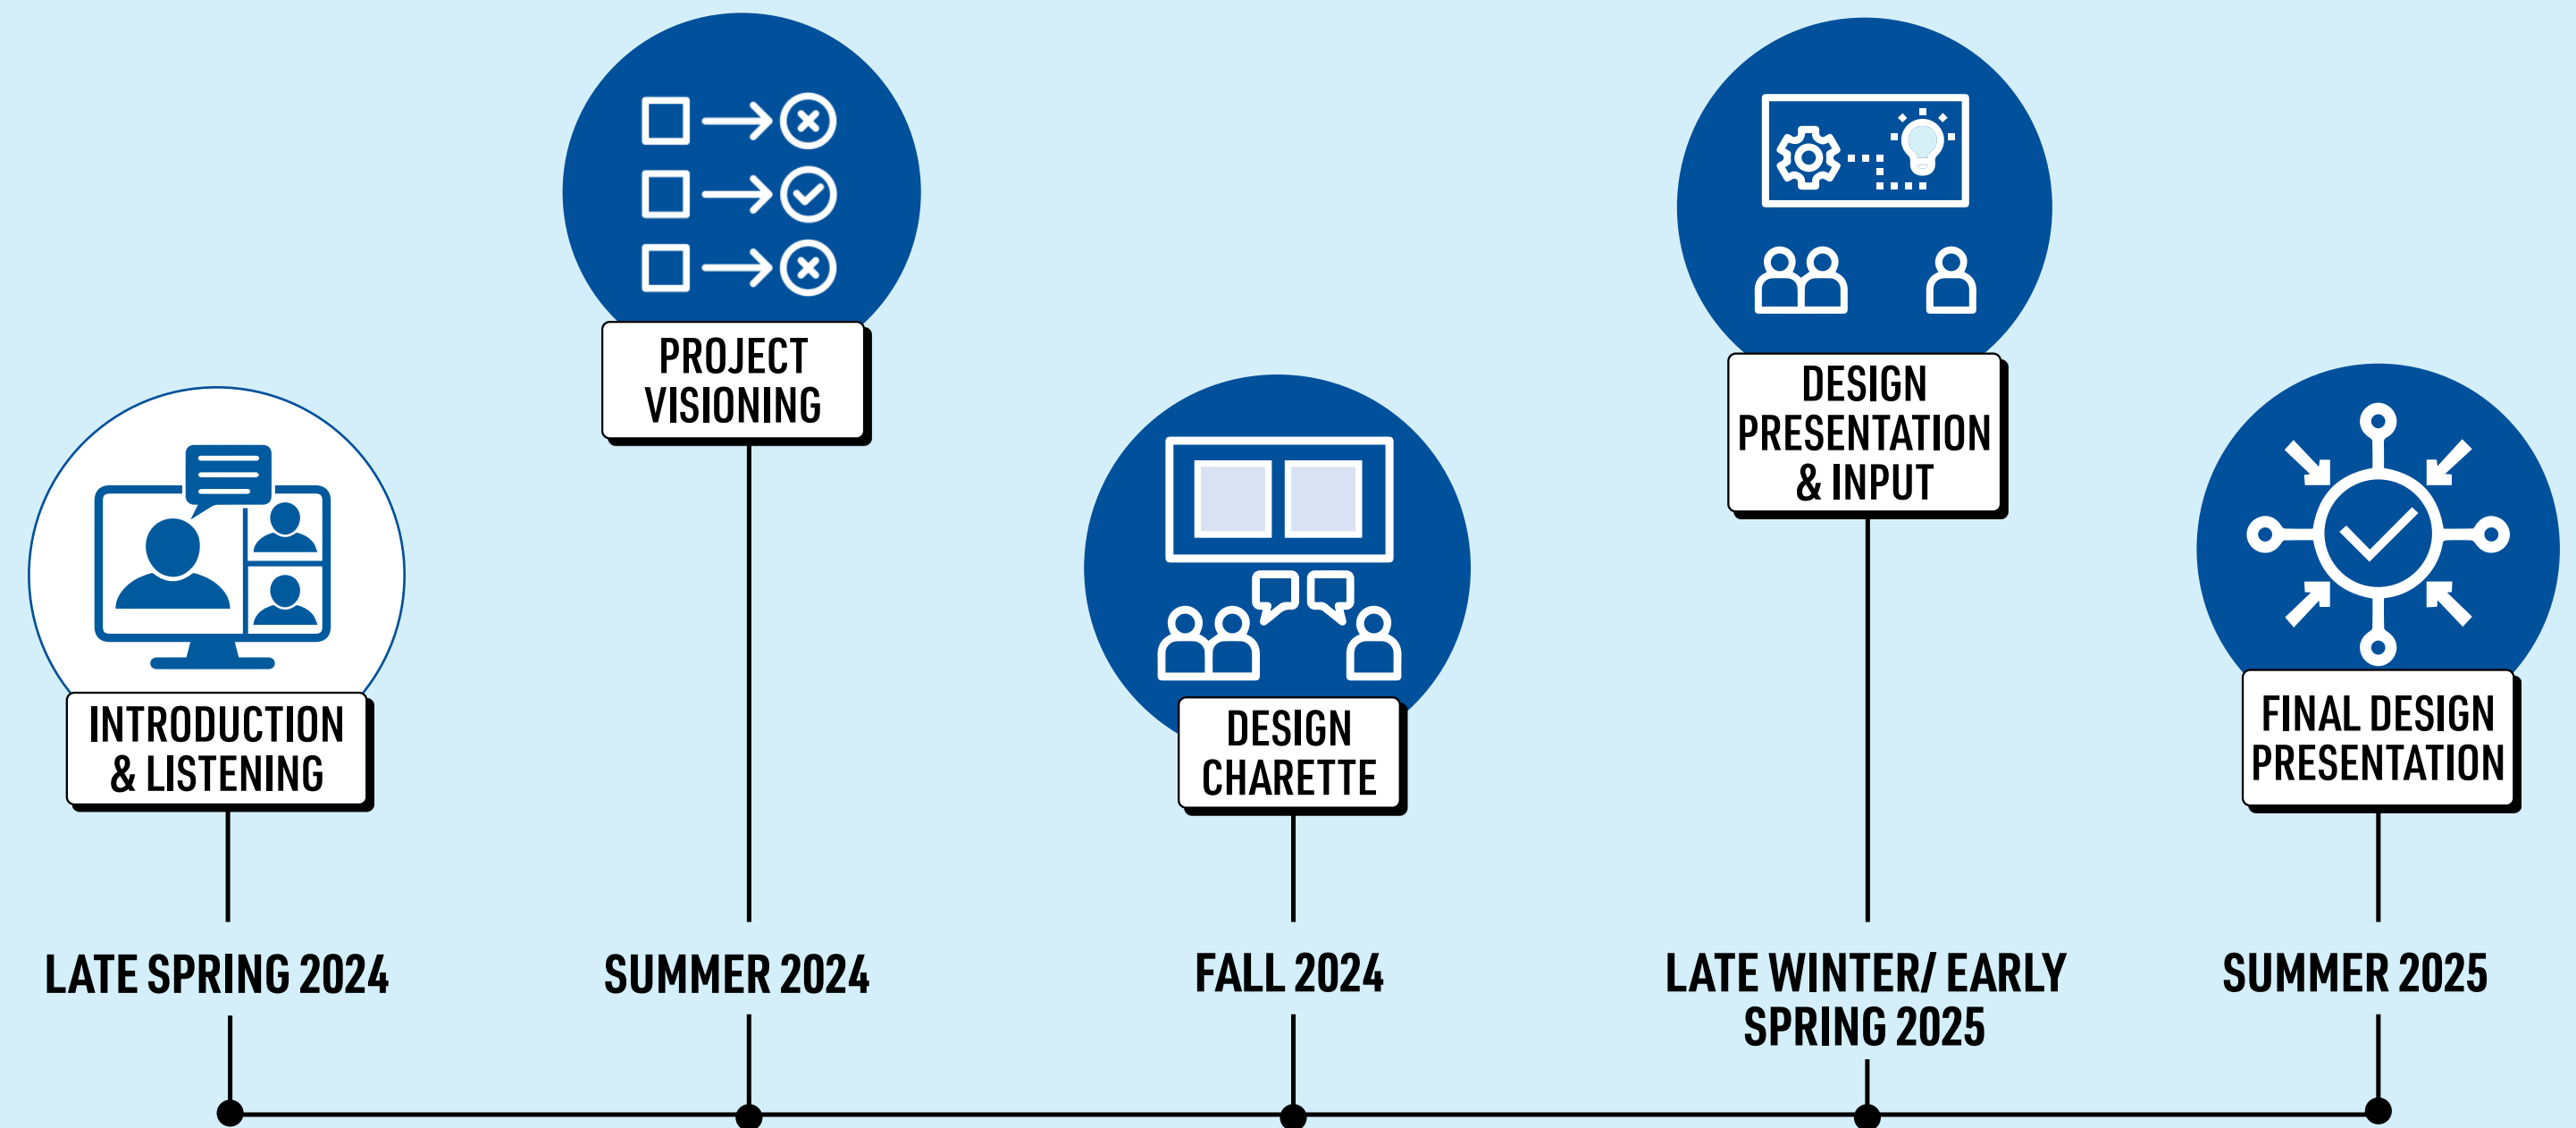 INTRODUCTION
& LISTENING
LATE SPRING 2024
PROJECT
VISIONING
SUMMER 2024
DESIGN
CHARETTE
FALL 2024
DESIGN
PRESENTATION
& INPUT
LATE WINTER/ EARLY
SPRING 2025
FINAL DESIGN
PRESENTATION
SUMMER 2025